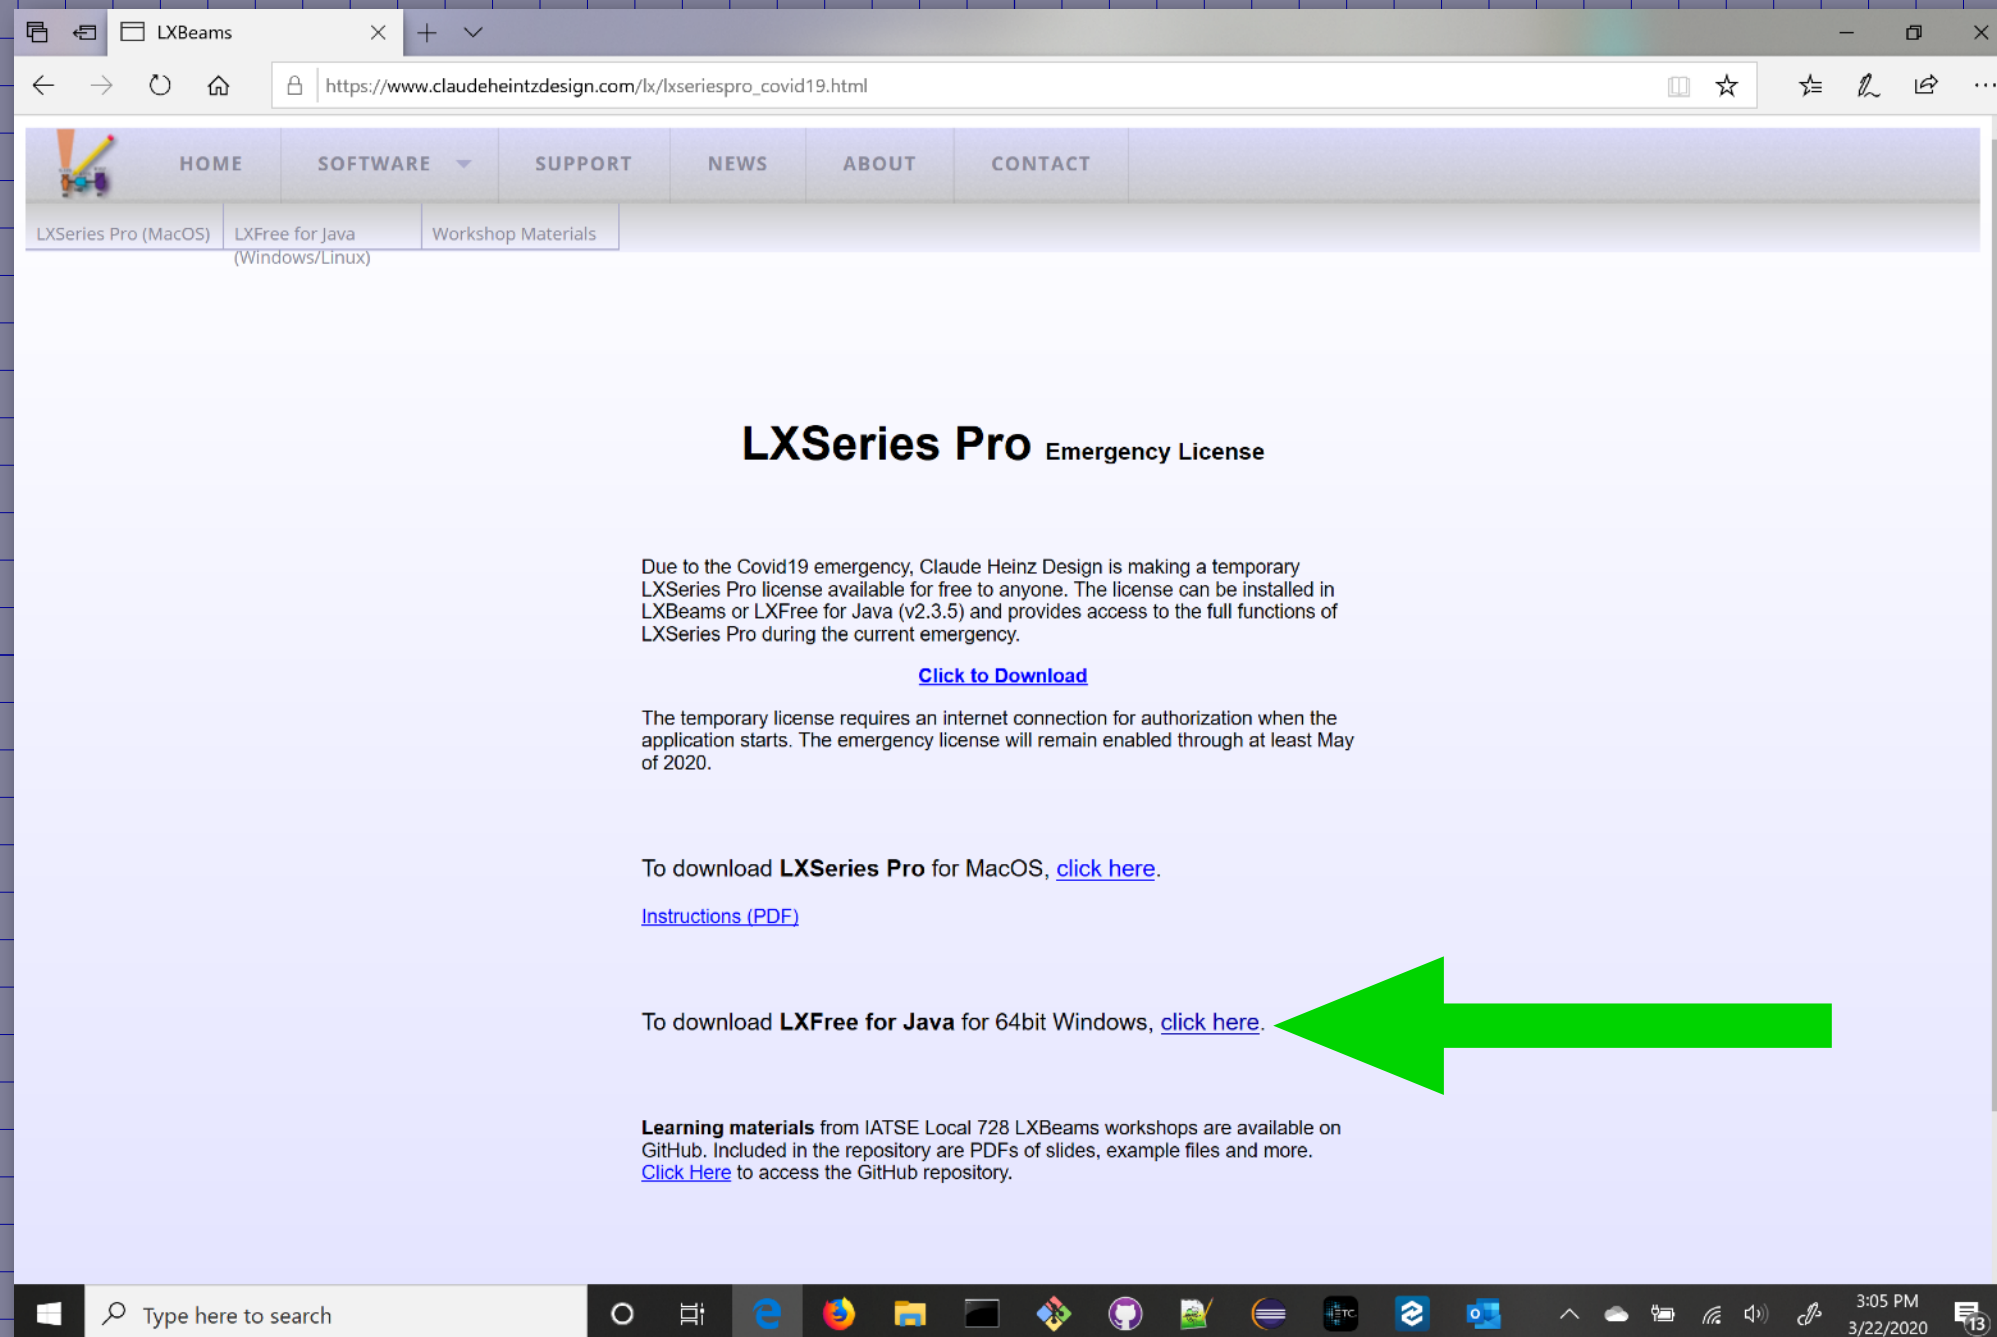 LXBeams
https://www.claudeheintzdesign.com/lx/lxseriespro_covid19.html
HOME SOFTWARE SUPPORT NEWS ABOUT CONTACT
LXSeries Pro (MacOS) LXFree for Java Workshop Materials
(Windows/Linux)
LXSeries Pro Emergency License
Due to the Covid19 emergency, Claude Heinz Design is making a temporary
LXSeries Pro license available for free to anyone. The license can be installed in
LXBeams or LXFree for Java (v2.3.5) and provides access to the full functions of
LXSeries Pro during the current emergency.
Click to Download
The temporary license requires an internet connection for authorization when the
application starts. The emergency license will remain enabled through at least May
of 2020.
To download LXSeries Pro for MacOS, click here.
Instructions (PDF)
To download LXFree for Java for 64bit Windows, click here.
Learning materials from IATSE Local 728 LXBeams workshops are available on
GitHub. Included in the repository are PDFs of slides, example files and more.
Click Here to access the GitHub repository.
Type here to search
ETC
3:05 PM
3/22/2020
13